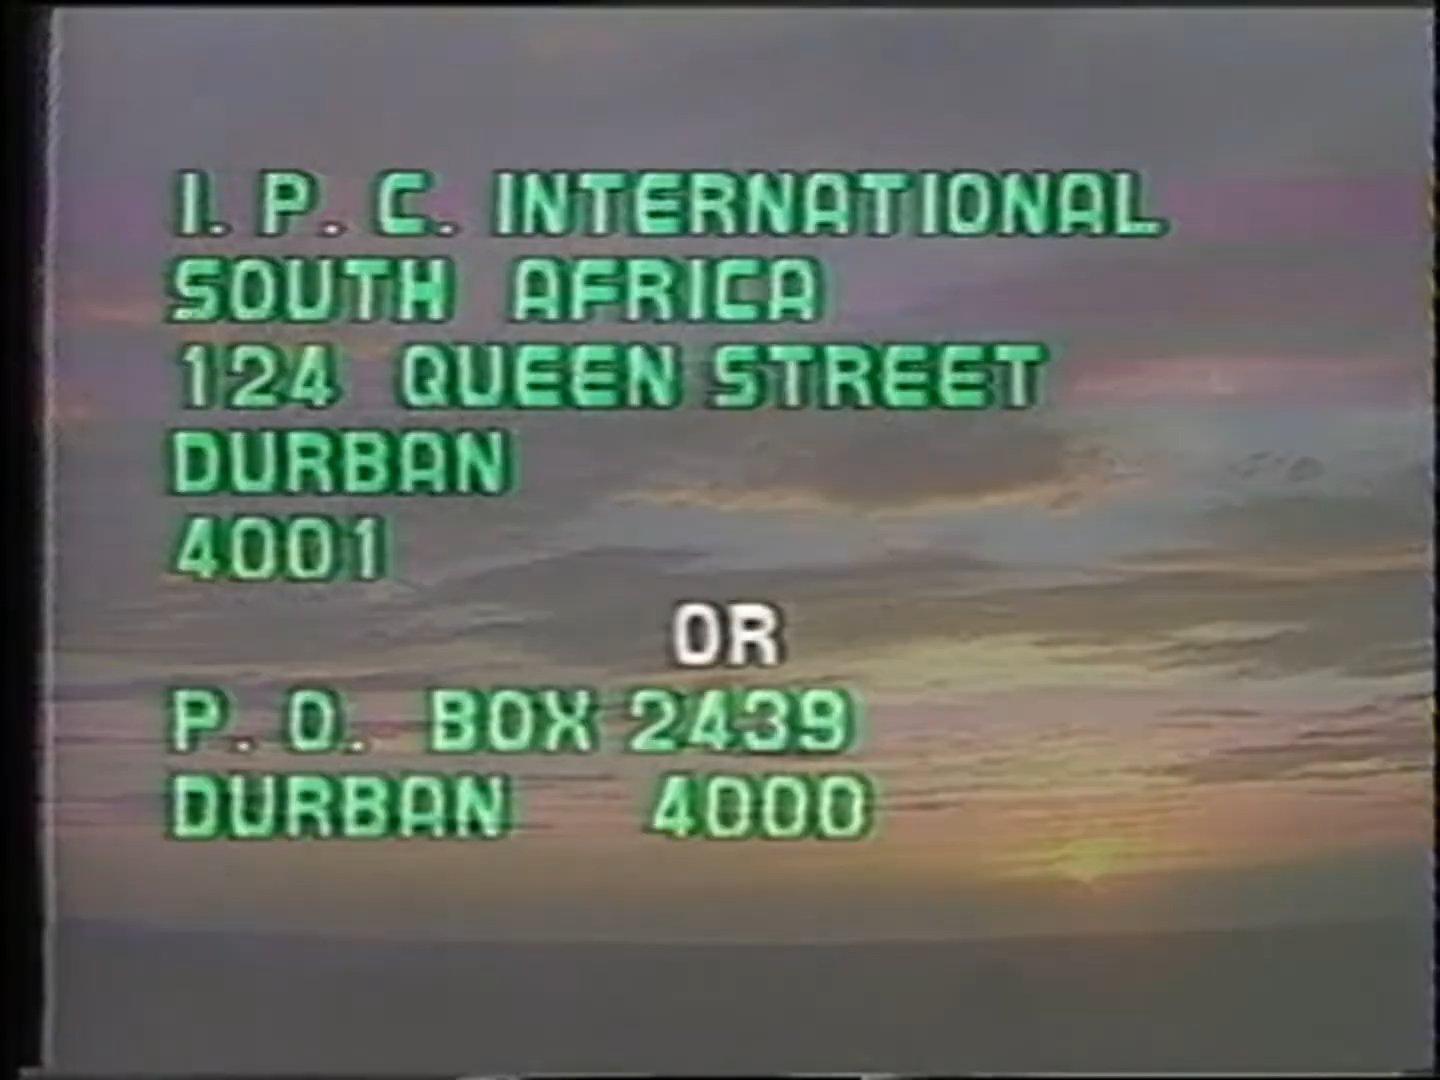 I. P. C. INTERNATIONAL
SOUTH AFRICA
124 QUEEN STREET
DURBAN
4001
OR
P. O. BOX 2439
DURBAN 4000